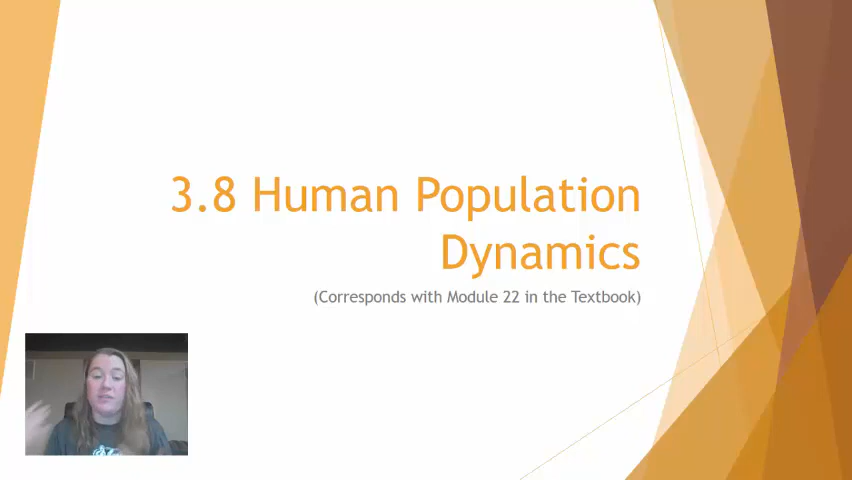 3.8 Human Population
Dynamics
(Corresponds with Module 22 in the Textbook)